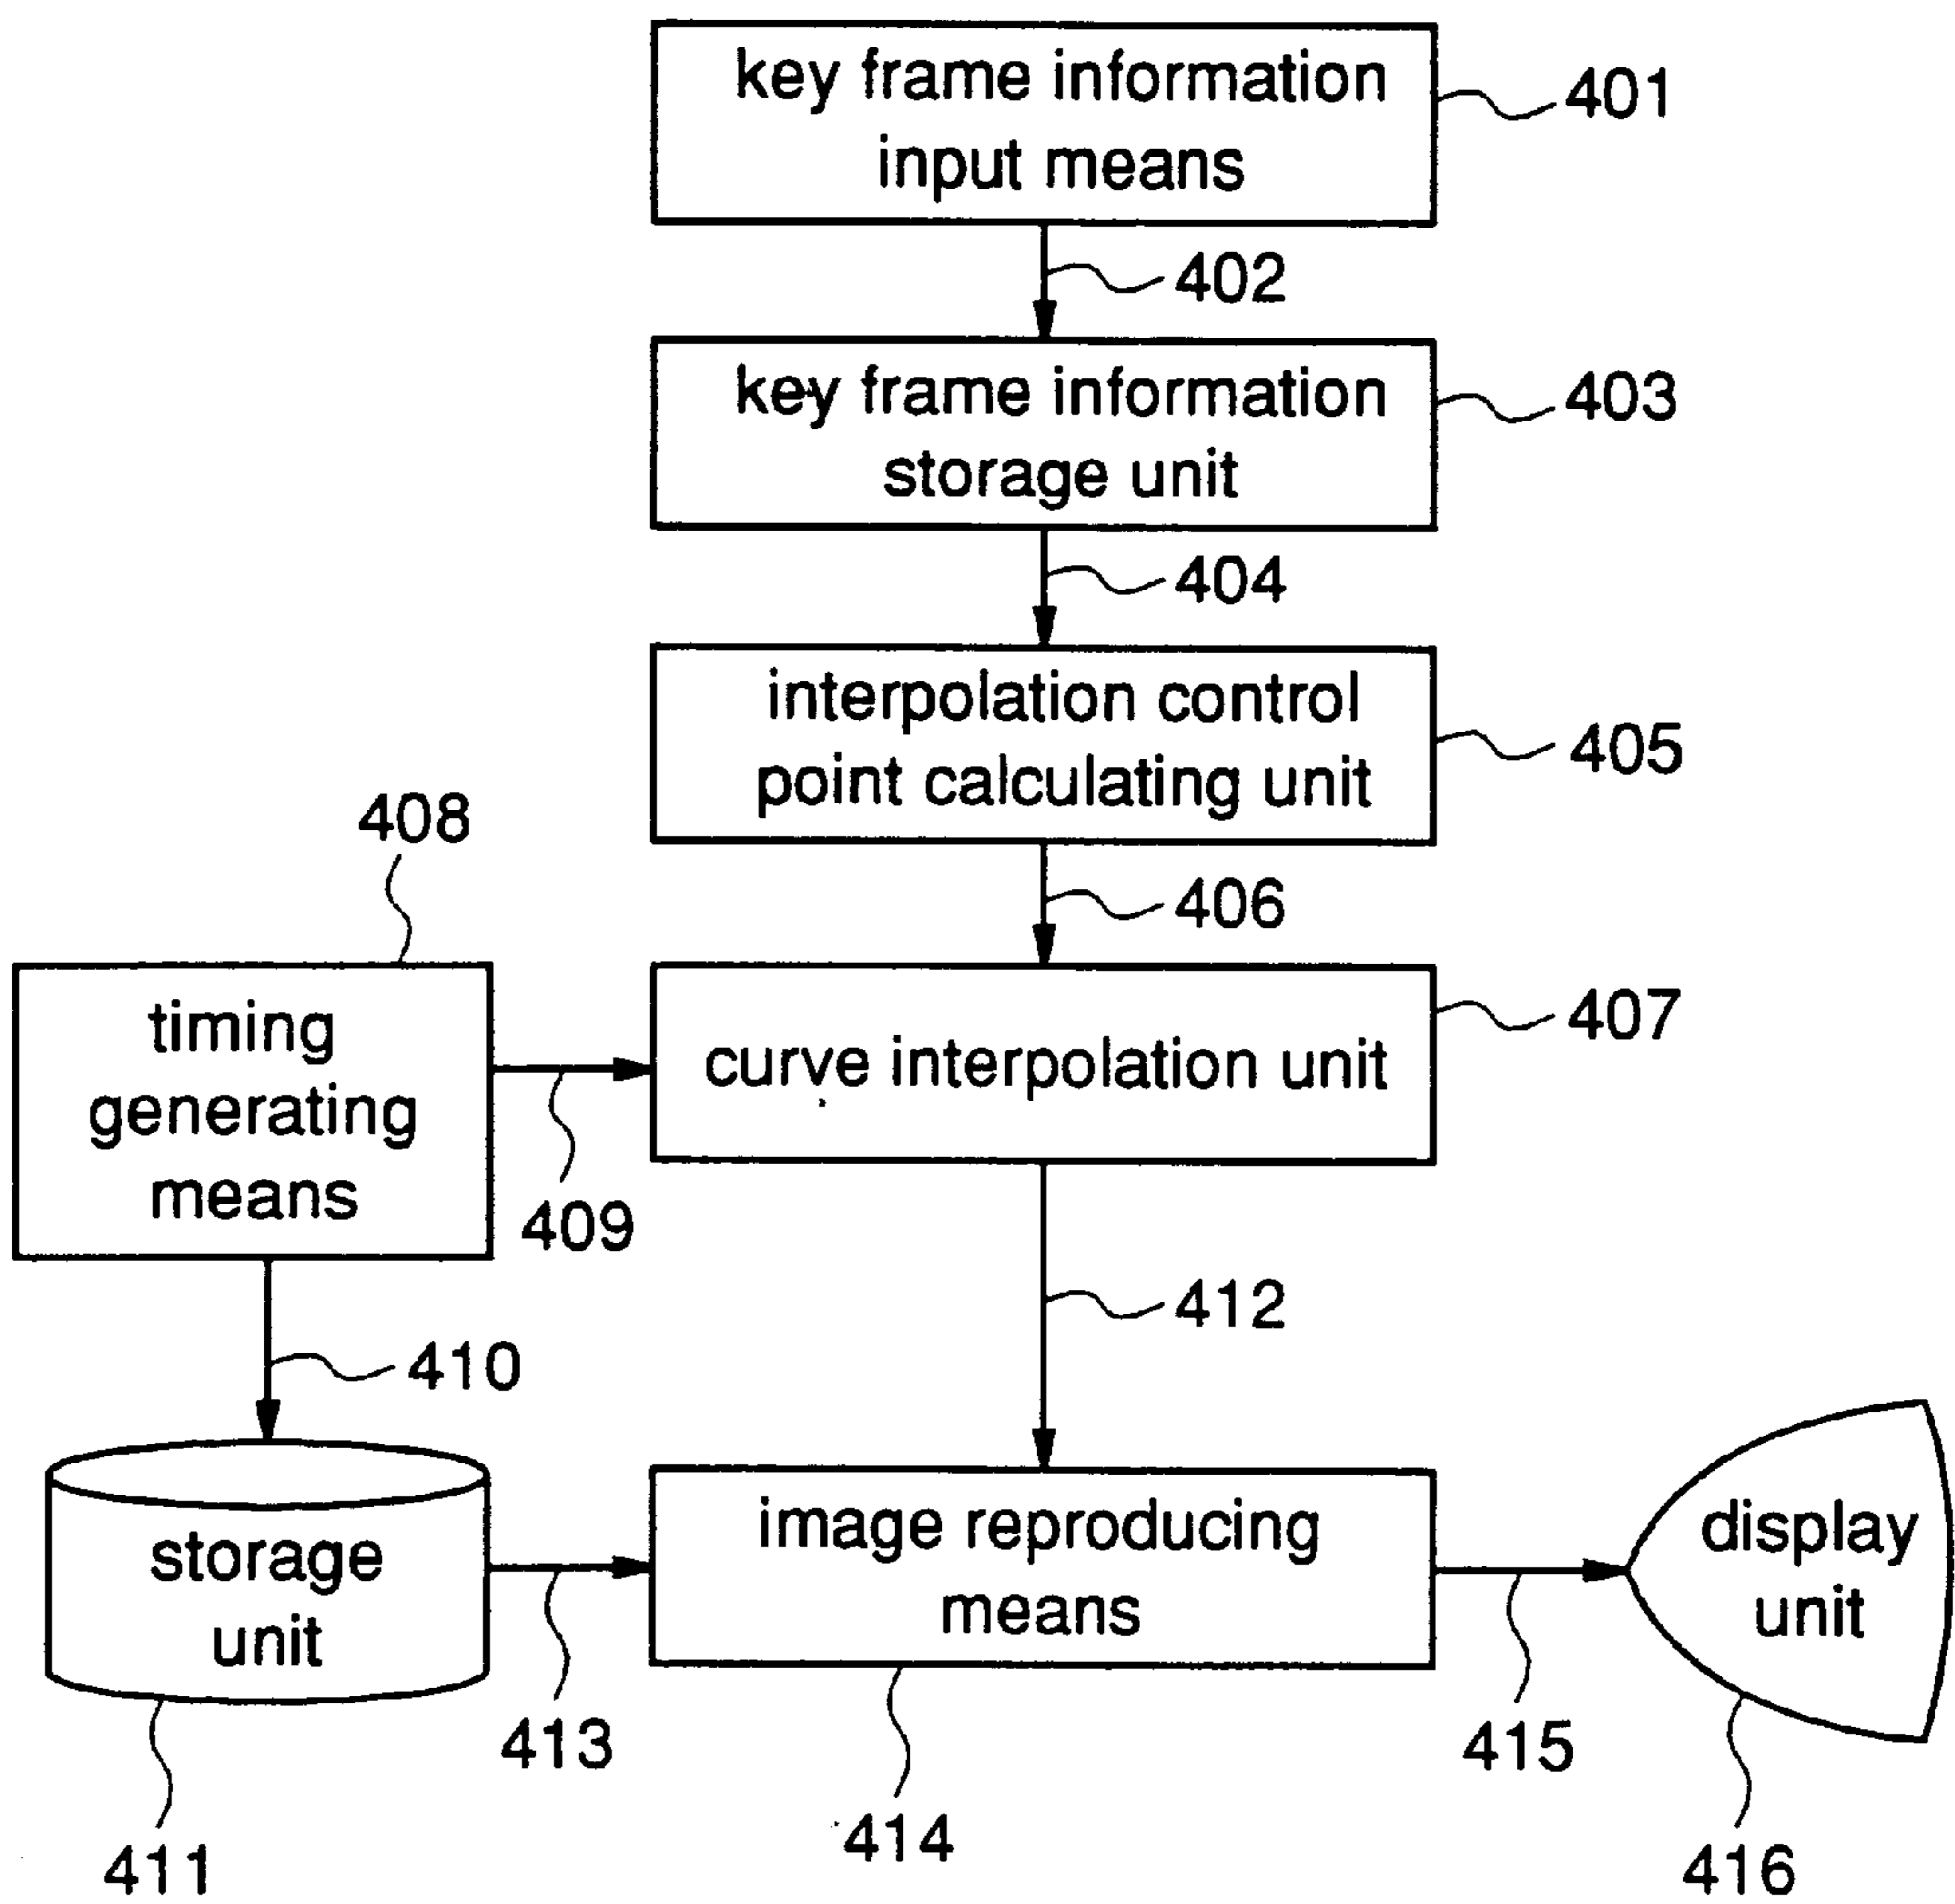 key frame information
input means
401
402
key frame information
storage unit
403
404
interpolation control
point calculating unit
405
408
406
timing
generating
means
curve interpolation unit
407
409
412
410
storage
unit
image reproducing
means
display
unit
413
415
411
414
416